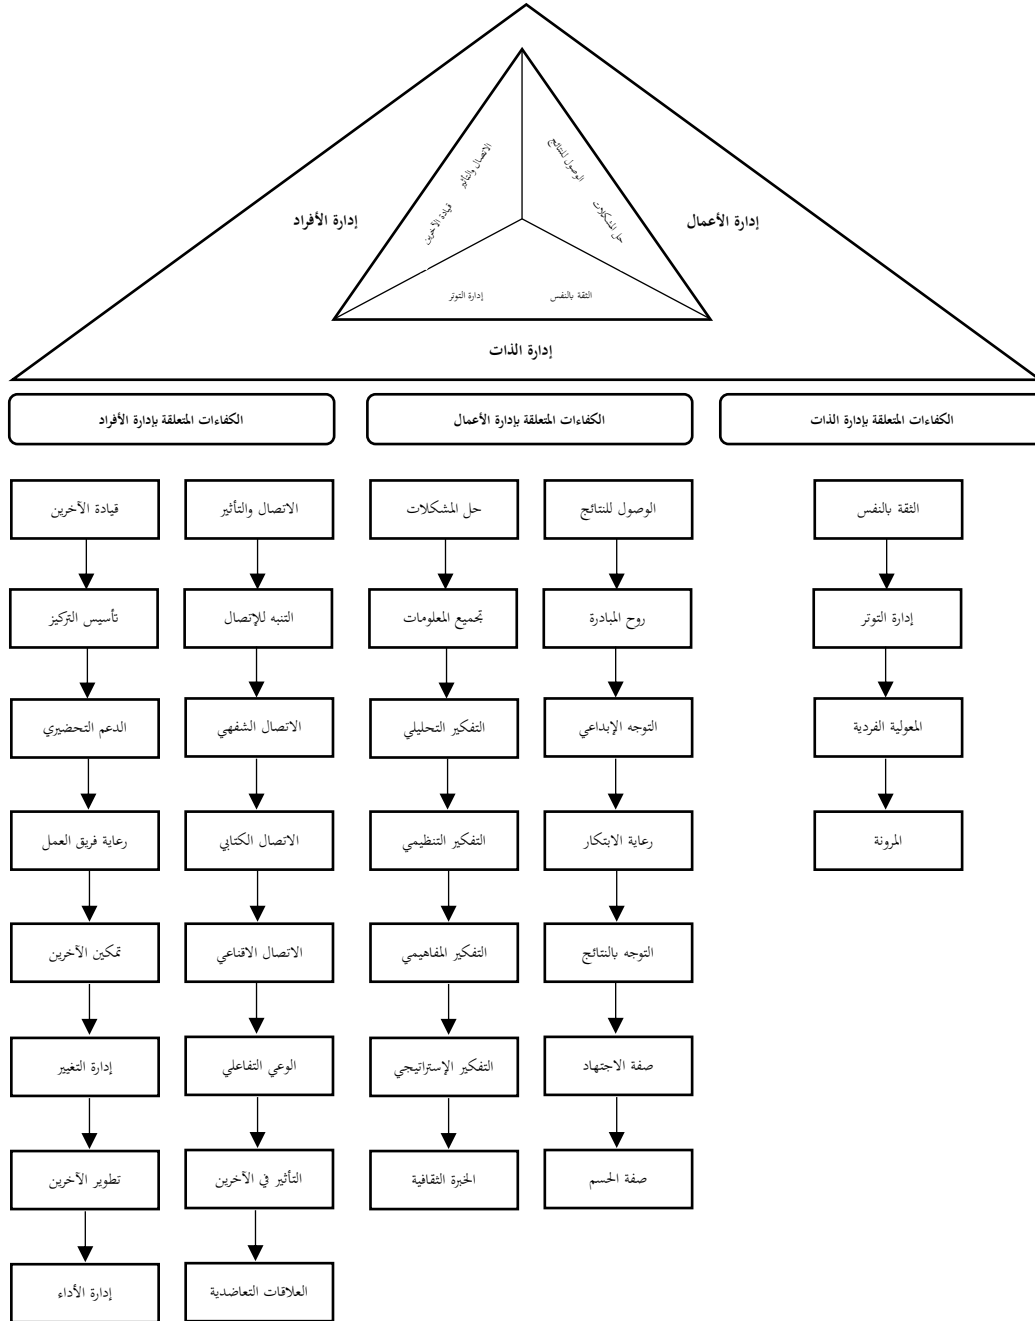 الاتصال والتأثير
الوصول للنتائج
قيادة الآخرين
حل المشكلات
إدارة الأفراد
إدارة الأعمال
إدارة التوتر
الثقة بالنفس
إدارة الذات
الكفاءات المتعلقة بإدارة الذات
الكفاءات المتعلقة بإدارة الأعمال
الكفاءات المتعلقة بإدارة الأفراد
الثقة بالنفس
إدارة التوتر
المعولية الفردية
المرونة
الوصول للنتائج
روح المبادرة
التوجه الإبداعي
رعاية الابتكار
التوجه بالنتائج
صفة الاجتهاد
صفة الحسم
حل المشكلات
تجميع المعلومات
التفكير التحليلي
التفكير التنظيمي
التفكير المفاهيمي
التفكير الإستراتيجي
الخبرة الثقافية
الاتصال والتأثير
التنبه للإتصال
الاتصال الشفهي
الاتصال الكتابي
الاتصال الاقناعي
الوعي التفاعلي
التأثير في الآخرين
العلاقات التعاضدية
قيادة الآخرين
تأسيس التركيز
الدعم التحضيري
رعاية فريق العمل
تمكين الآخرين
إدارة التغيير
تطوير الآخرين
إدارة الأداء